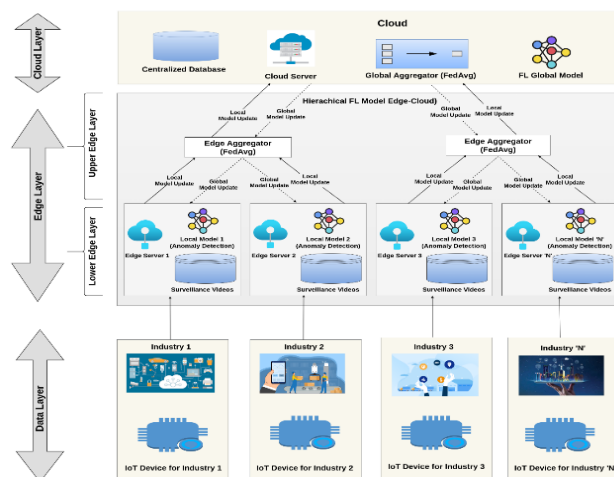 Cloud Layer
Cloud
Centralized Database
Cloud Server
Global Aggregator (FedAvg)
FL Global Model
Edge Layer
Upper Edge Layer
Hierachical FL Model Edge-Cloud)
Local
Model Update
Global
Model Update
Global
Model Update
Local
Model Update
Edge Aggregator
(FedAvg)
Edge Aggregator
(FedAvg)
Local
Model Update
Global
Model Update
Global
Model Update
Local
Model Update
Local
Model Update
Global
Model Update
Global
Model Update
Local
Model Update
Lower Edge Layer
Edge Server 1
Local Model 1
(Anomaly Detection)
Surveillance Videos
Edge Server 2
Local Model 2
(Anomaly Detection)
Surveillance Videos
Edge Server 3
Local Model 3
(Anomaly Detection)
Surveillance Videos
Edge Server 'N'
Local Model 'N'
(Anomaly Detection)
Surveillance Videos
Data Layer
Industry 1
Industry 2
Industry 3
Industry 'N'
IoT Device for Industry 1
IoT Device for Industry 2
IoT Device for Industry 3
IoT Device for Industry 'N'